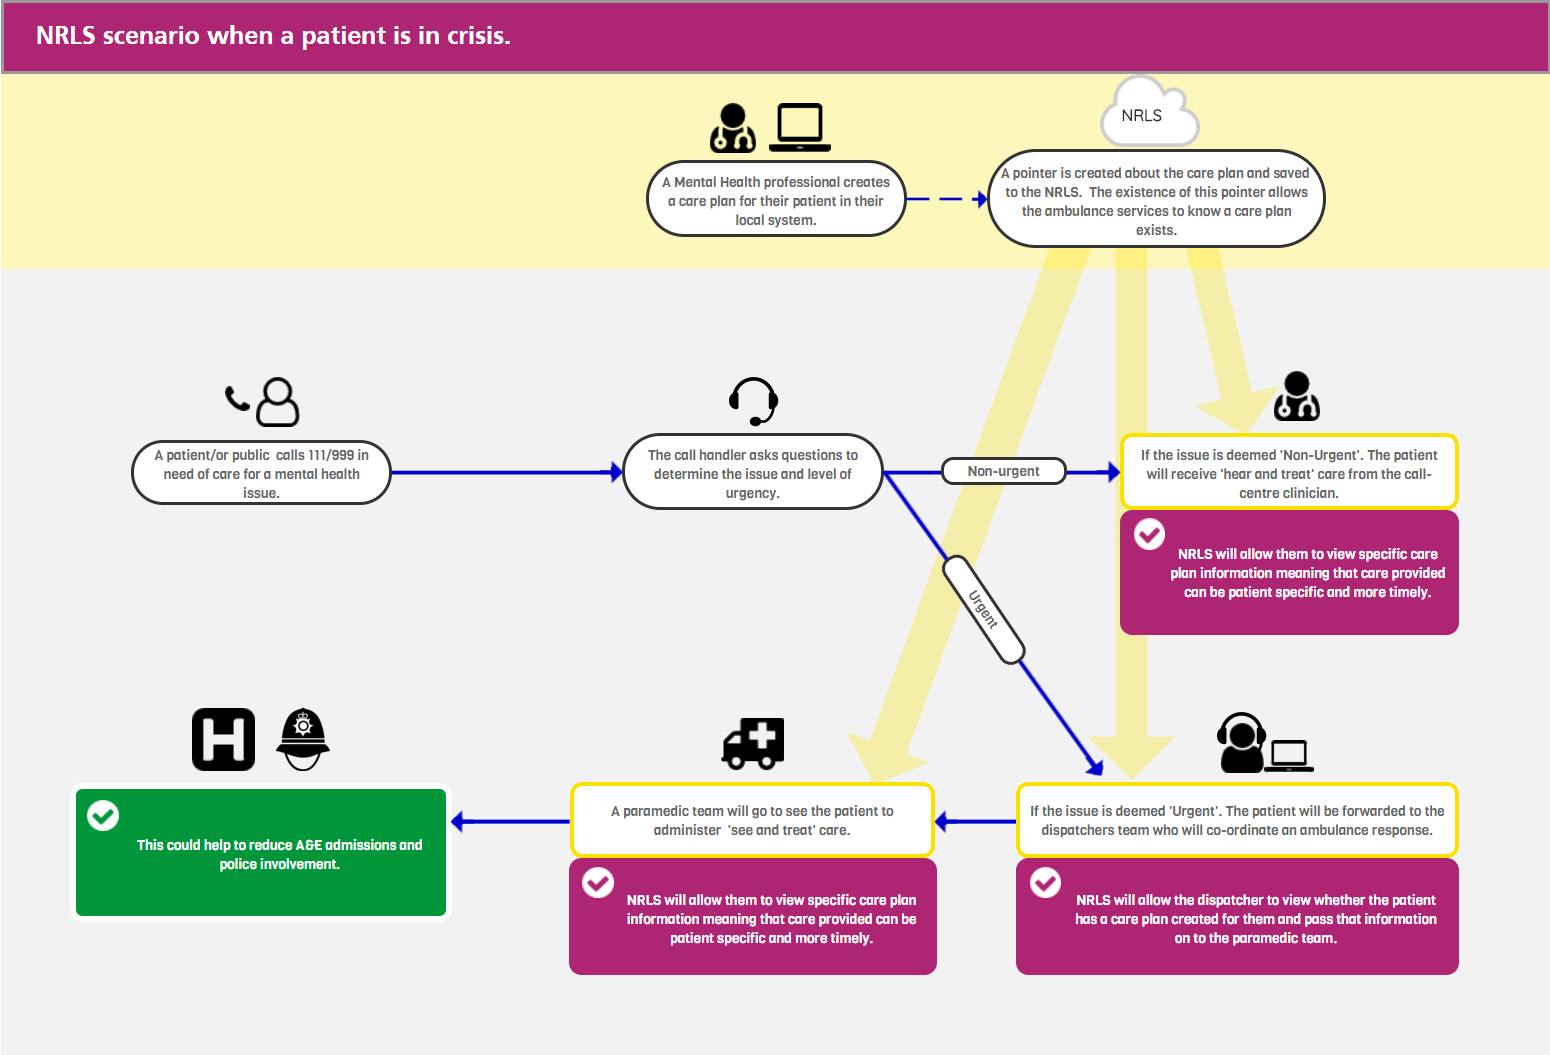 NRLS scenario when a patient is in crisis.
NRLS
A Mental Health professional creates
a care plan for their patient in their
local system.
A pointer is created about the care plan and saved
to the NRLS. The existence of this pointer allows
the ambulance services to know a care plan
exists.
A patient/or public calls 111/999 in
need of care for a mental health
issue.
The call handler asks questions to
determine the issue and level of
urgency.
Non-urgent
If the issue is deemed 'Non-Urgent'. The patient
will receive 'hear and treat' care from the call-
centre clinician.
NRLS will allow them to view specific care
plan information meaning that care provided
can be patient specific and more timely.
Urgent
H
This could help to reduce A&E admissions and
police involvement.
A paramedic team will go to see the patient to
administer 'see and treat' care.
NRLS will allow them to view specific care plan
information meaning that care provided can be
patient specific and more timely.
If the issue is deemed 'Urgent'. The patient will be forwarded to the
dispatchers team who will co-ordinate an ambulance response.
NRLS will allow the dispatcher to view whether the patient
has a care plan created for them and pass that information
on to the paramedic team.